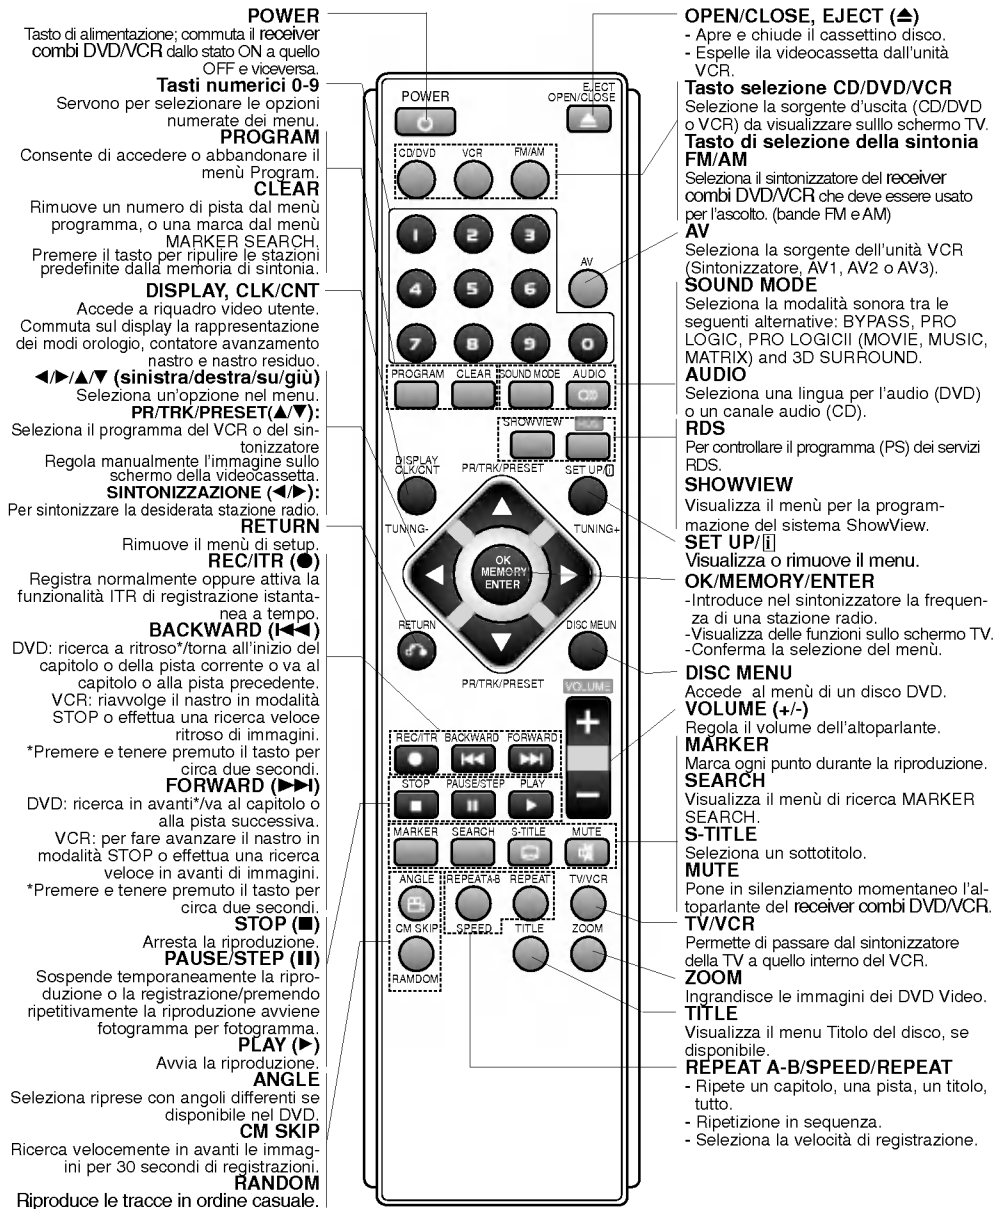 POWER
Tasto di alimentazione; commuta il receiver
combi DVD/VCR dallo stato ON a quello
OFF e viceversa.
Tasti numerici 0-9
Servono per selezionare le opzioni
numerate dei menu.
PROGRAM
Consente di accedere o abbandonare il
menù Program.
CLEAR
Rimuove un numero di pista dal menù
programma, o una marca dal menù
MARKER SEARCH.
Premere il tasto per ripulire le stazioni
predefinite dalla memoria di sintonia.
DISPLAY, CLK/CNT
Accede a riquadro video utente.
Commuta sul display la rappresentazione
dei modi orologio, contatore avanzamento
nastro e nastro residuo.
◀/▶/▲/▼ (sinistra/destra/su/giù)
Seleziona un'opzione nel menu.
PR/TRK/PRESET(▲/▼):
Seleziona il programma del VCR o del sin-
tonizzatore
Regola manualmente l'immagine sullo
schermo della videocassetta.
SINTONIZZAZIONE (◀/▶):
Per sintonizzare la desiderata stazione radio.
RETURN
Rimuove il menù di setup.
REC/ITR (●)
Registra normalmente oppure attiva la
funzionalità ITR di registrazione istanta-
nea a tempo.
BACKWARD (I◀◀)
DVD: ricerca a ritroso*/torna all'inizio del
capitolo o della pista corrente o va al
capitolo o alla pista precedente.
VCR: riavvolge il nastro in modalità
STOP o effettua una ricerca veloce
ritroso di immagini.
*Premere e tenere premuto il tasto per
circa due secondi.
FORWARD (▶▶I)
DVD: ricerca in avanti*/va al capitolo o
alla pista successiva.
VCR: per fare avanzare il nastro in
modalità STOP o effettua una ricerca
veloce in avanti di immagini.
*Premere e tenere premuto il tasto per
circa due secondi.
STOP (■)
Arresta la riproduzione.
PAUSE/STEP (II)
Sospende temporaneamente la ripro-
duzione o la registrazione/premendo
ripetitivamente la riproduzione avviene
fotogramma per fotogramma.
PLAY (▶)
Avvia la riproduzione.
ANGLE
Seleziona riprese con angoli differenti se
disponibile nel DVD.
CM SKIP
Ricerca velocemente in avanti le immag-
ini per 30 secondi di registrazioni.
RANDOM
Riproduce le tracce in ordine casuale.
POWER
EJECT
OPEN/CLOSE
CD/DVD VCR FM/AM
1 2 3
AV
4 5 6
7 8 9 0
PROGRAM CLEAR SOUND MODE AUDIO
SHOWVIEW RDS
DISPLAY
CLK/CNT
PR/TRK/PRESET
SET UP/i
TUNING-
TUNING+
OK
MEMORY
ENTER
RETURN
DISC MEUN
PR/TRK/PRESET
VOLUME
+
REC/ITR BACKWARD FORWARD
STOP PAUSE/STEP PLAY
−
MARKER SEARCH S-TITLE MUTE
ANGLE REPEATA-B REPEAT TV/VCR
CM SKIP SPEED TITLE ZOOM
RAMDOM
OPEN/CLOSE, EJECT (⏏)
- Apre e chiude il cassettino disco.
- Espelle ila videocassetta dall'unità
VCR.
Tasto selezione CD/DVD/VCR
Selezione la sorgente d'uscita (CD/DVD
o VCR) da visualizzare sulllo schermo TV.
Tasto di selezione della sintonia
FM/AM
Seleziona il sintonizzatore del receiver
combi DVD/VCR che deve essere usato
per l'ascolto. (bande FM e AM)
AV
Seleziona la sorgente dell'unità VCR
(Sintonizzatore, AV1, AV2 o AV3).
SOUND MODE
Seleziona la modalità sonora tra le
seguenti alternative: BYPASS, PRO
LOGIC, PRO LOGICII (MOVIE, MUSIC,
MATRIX) and 3D SURROUND.
AUDIO
Seleziona una lingua per l'audio (DVD)
o un canale audio (CD).
RDS
Per controllare il programma (PS) dei servizi
RDS.
SHOWVIEW
Visualizza il menù per la program-
mazione del sistema ShowView.
SET UP/i
Visualizza o rimuove il menu.
OK/MEMORY/ENTER
-Introduce nel sintonizzatore la frequen-
za di una stazione radio.
-Visualizza delle funzioni sullo schermo TV.
-Conferma la selezione del menù.
DISC MENU
Accede al menù di un disco DVD.
VOLUME (+/-)
Regola il volume dell'altoparlante.
MARKER
Marca ogni punto durante la riproduzione.
SEARCH
Visualizza il menù di ricerca MARKER
SEARCH.
S-TITLE
Seleziona un sottotitolo.
MUTE
Pone in silenziamento momentaneo l'al-
toparlante del receiver combi DVD/VCR.
TV/VCR
Permette di passare dal sintonizzatore
della TV a quello interno del VCR.
ZOOM
Ingrandisce le immagini dei DVD Video.
TITLE
Visualizza il menu Titolo del disco, se
disponibile.
REPEAT A-B/SPEED/REPEAT
- Ripete un capitolo, una pista, un titolo,
tutto.
- Ripetizione in sequenza.
- Seleziona la velocità di registrazione.